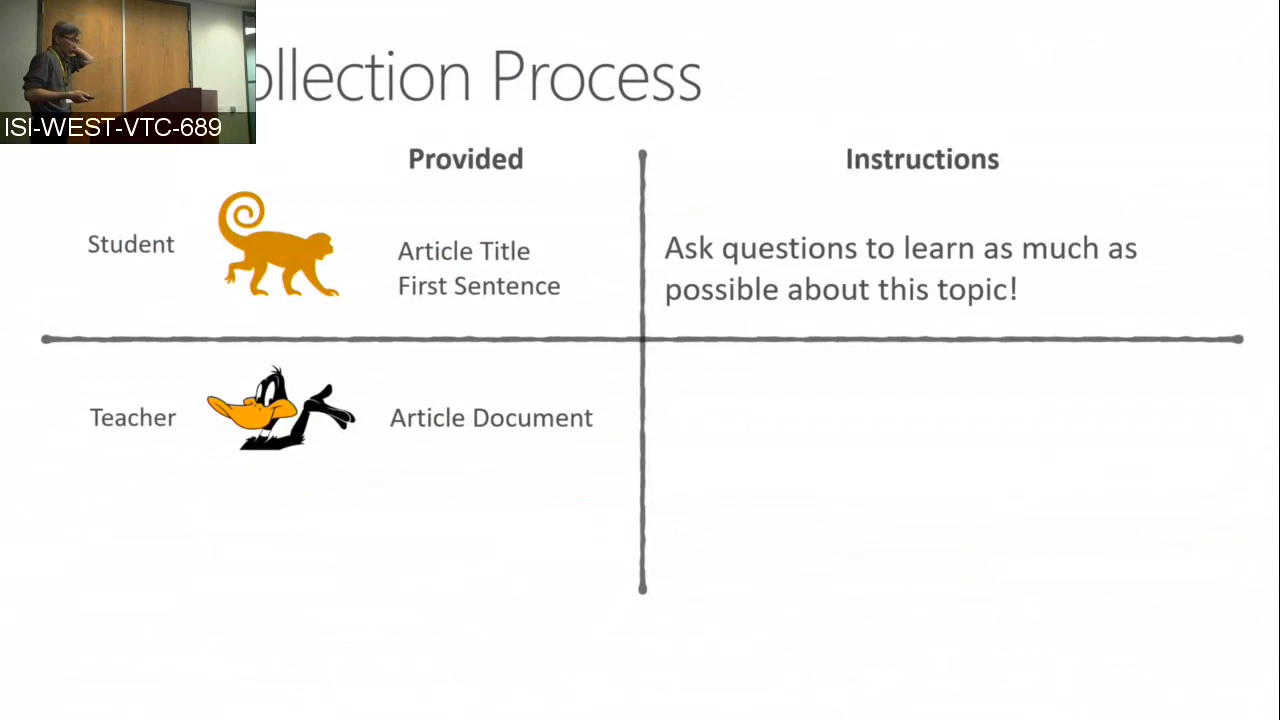 ollection Process
ISI-WEST-VTC-689
Provided
Instructions
Student
Article Title
First Sentence
Ask questions to learn as much as
possible about this topic!
Teacher
Article Document